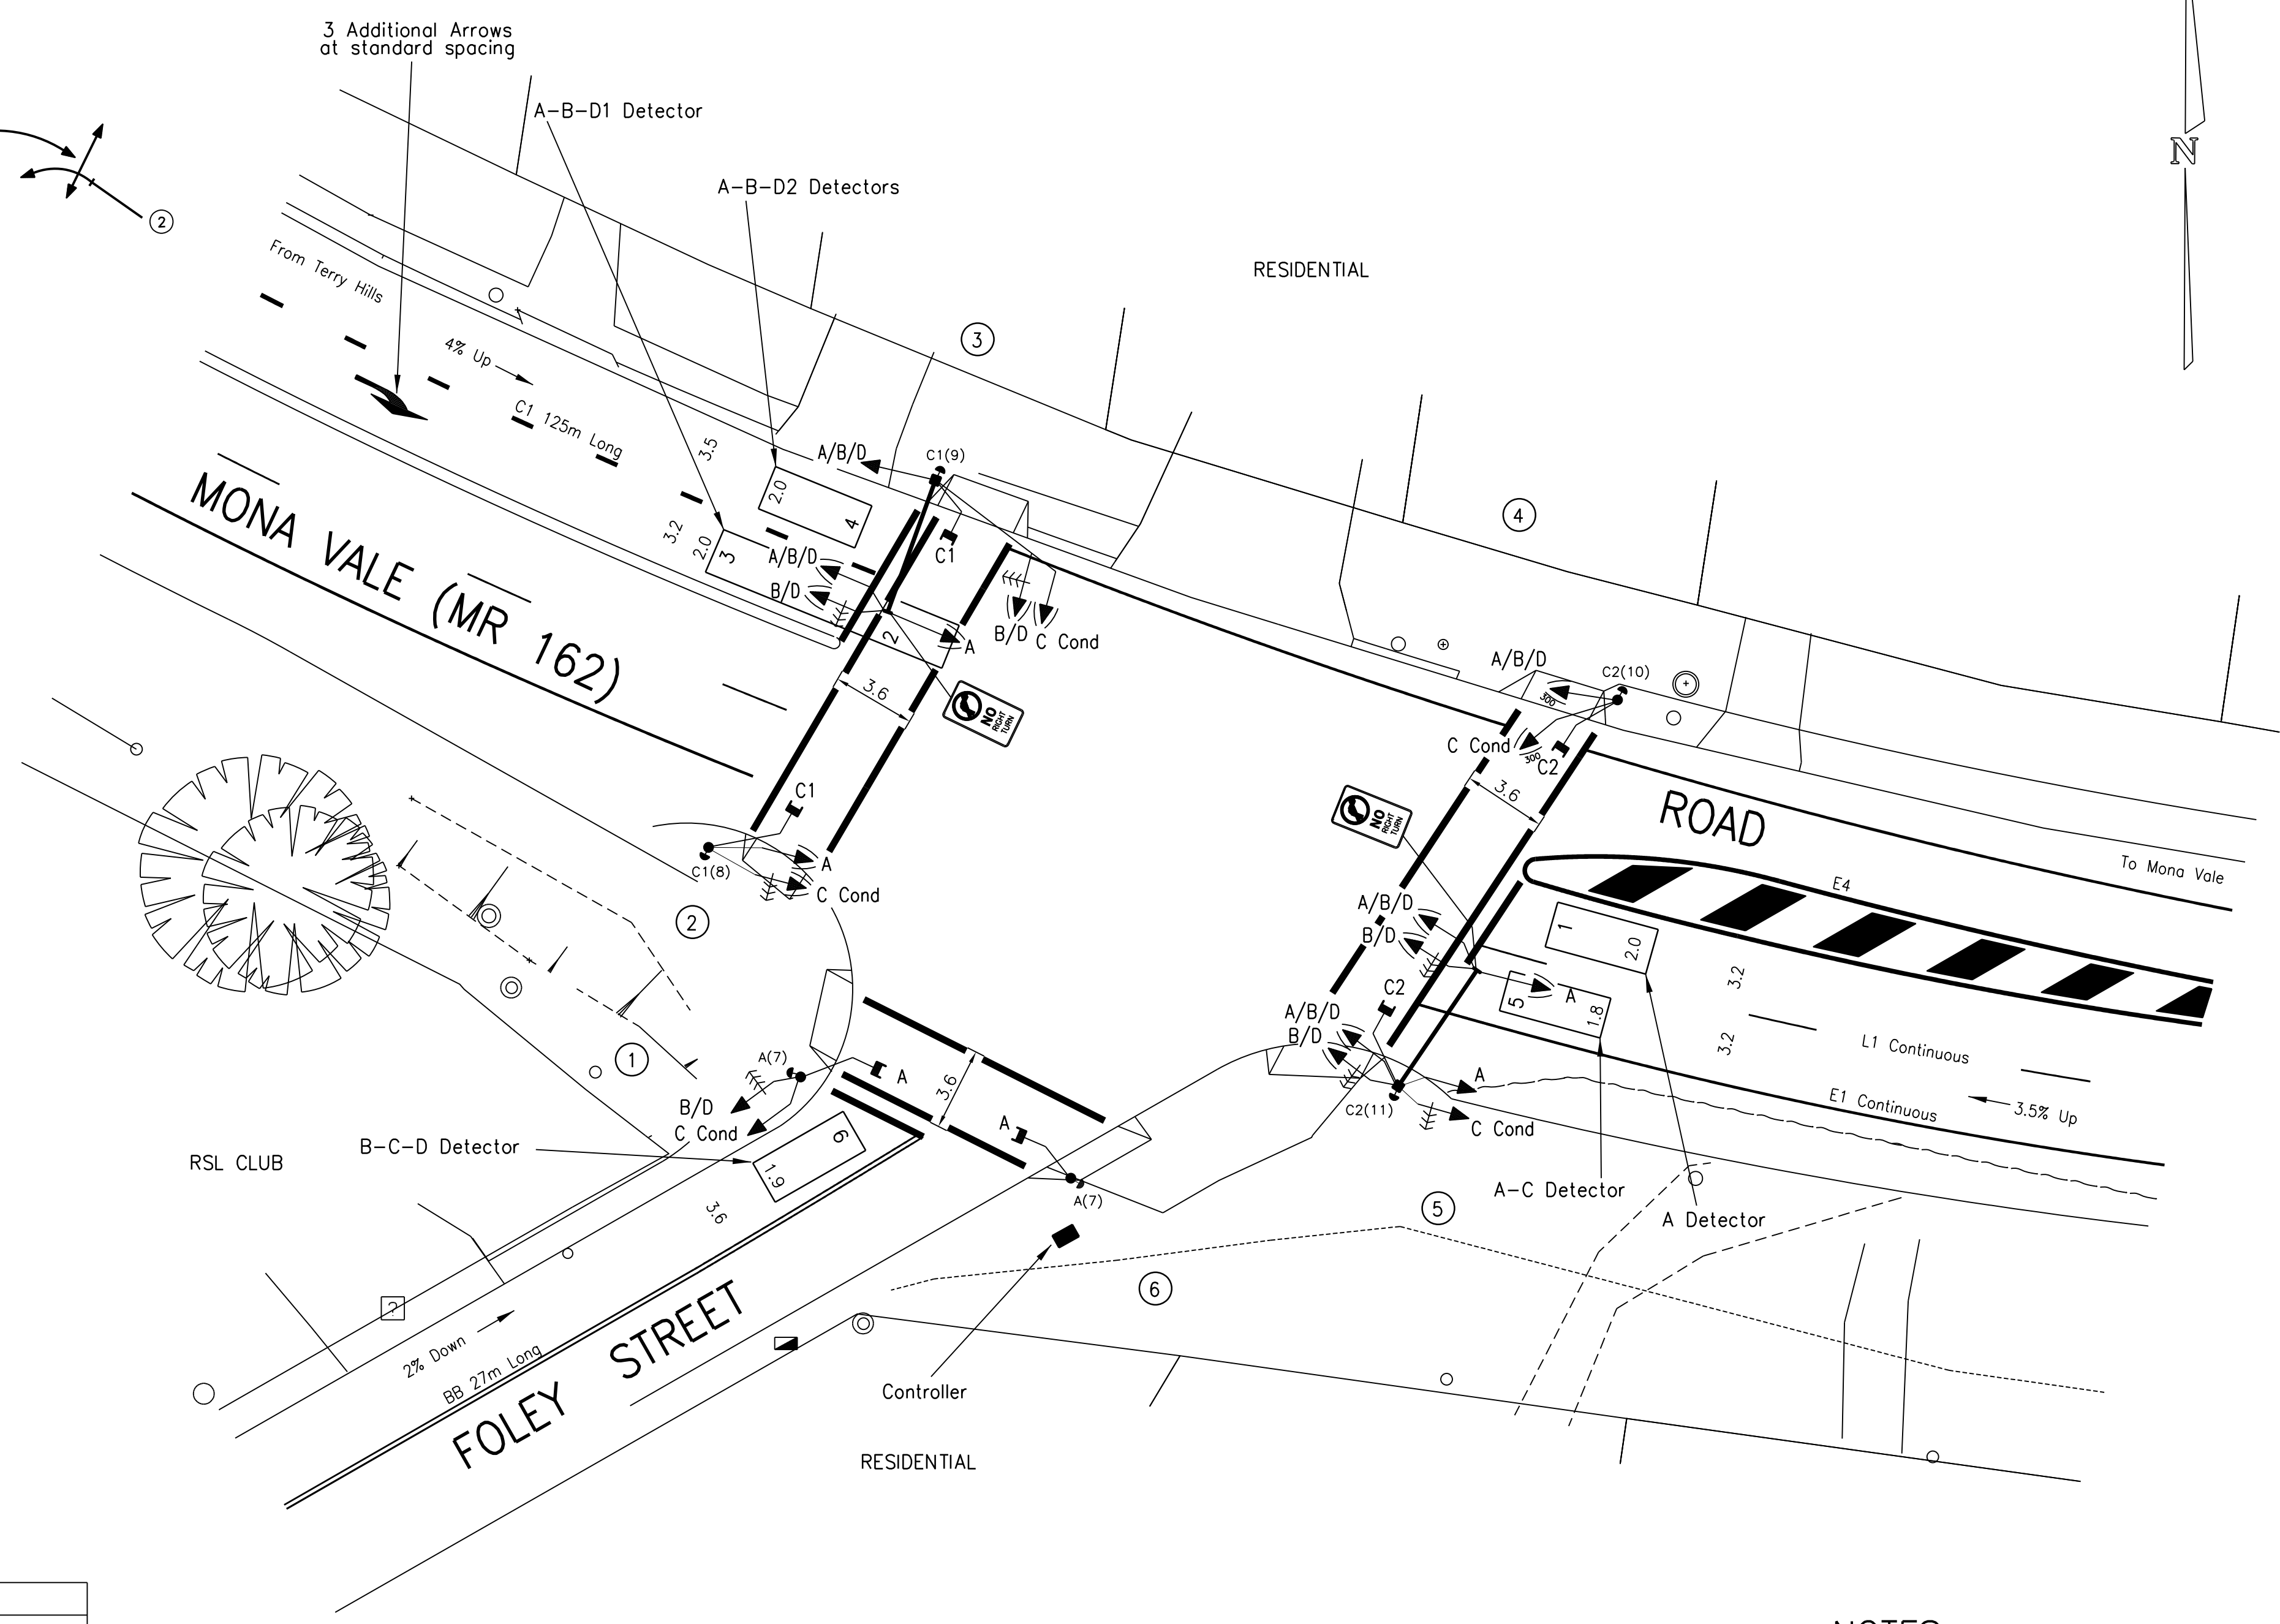 3 Additional Arrows
at standard spacing
A-B-D1 Detector
A-B-D2 Detectors
N
2
RESIDENTIAL
From Terry Hills
3
4% Up
C1 125m Long
3.5
A/B/D
C1(9)
2.0
4
3.2
2.0
3
A/B/D
C1
B/D
2
A
B/D
C Cond
4
MONA VALE (MR 162)
3.6
NO
RIGHT
TURN
A/B/D
C2(10)
300
C Cond
300
C2
3.6
C1
NO
RIGHT
TURN
ROAD
To Mona Vale
C1(8)
A
C Cond
E4
2
A/B/D
B/D
1
2.0
3.2
C2
A
5
1.8
A/B/D
B/D
3.2
L1 Continuous
1
A(7)
A
3.6
A
C2(11)
C Cond
E1 Continuous
3.5% Up
B/D
C Cond
A
B-C-D Detector
6
1.9
RSL CLUB
A(7)
A-C Detector
A Detector
5
3.6
6
?
2% Down
BB 27m Long
FOLEY STREET
Controller
RESIDENTIAL